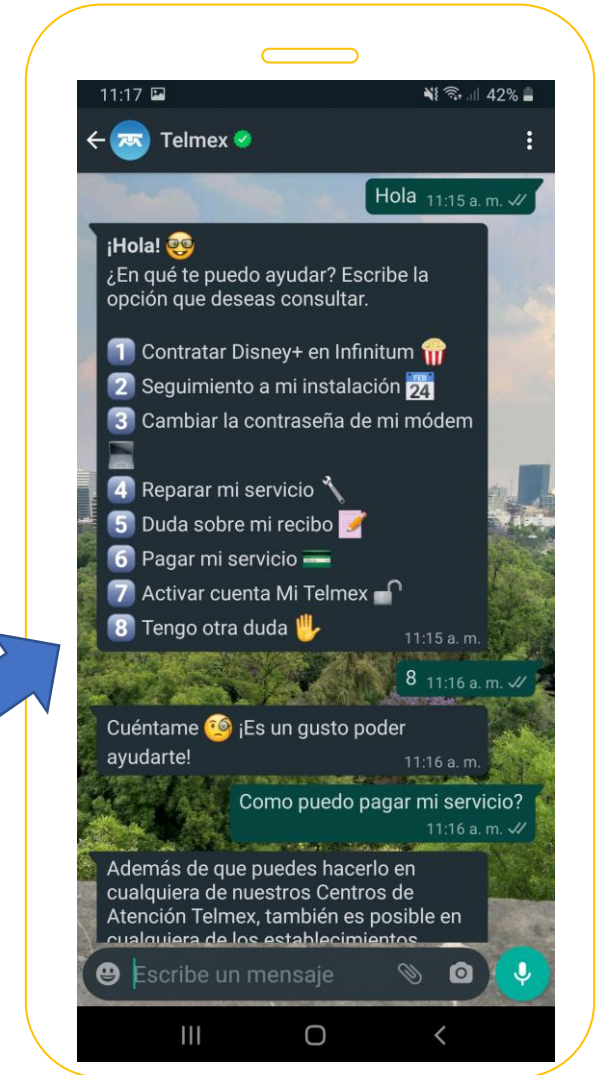 11:17 42%
Telmex
Hola 11:15 a. m.
¡Hola! 🤓
¿En qué te puedo ayudar? Escribe la
opción que deseas consultar.
1 Contratar Disney+ en Infinitum 🍿
2 Seguimiento a mi instalación 📆
3 Cambiar la contraseña de mi módem
💻
4 Reparar mi servicio 🔧
5 Duda sobre mi recibo 📝
6 Pagar mi servicio 💳
7 Activar cuenta Mi Telmex 🔓
8 Tengo otra duda 🖐
11:15 a. m.
8 11:16 a. m.
Cuéntame 🧐 ¡Es un gusto poder
ayudarte!
11:16 a. m.
Como puedo pagar mi servicio?
11:16 a. m.
Además de que puedes hacerlo en
cualquiera de nuestros Centros de
Atención Telmex, también es posible en
cualquiera de los establecimientos
Escribe un mensaje